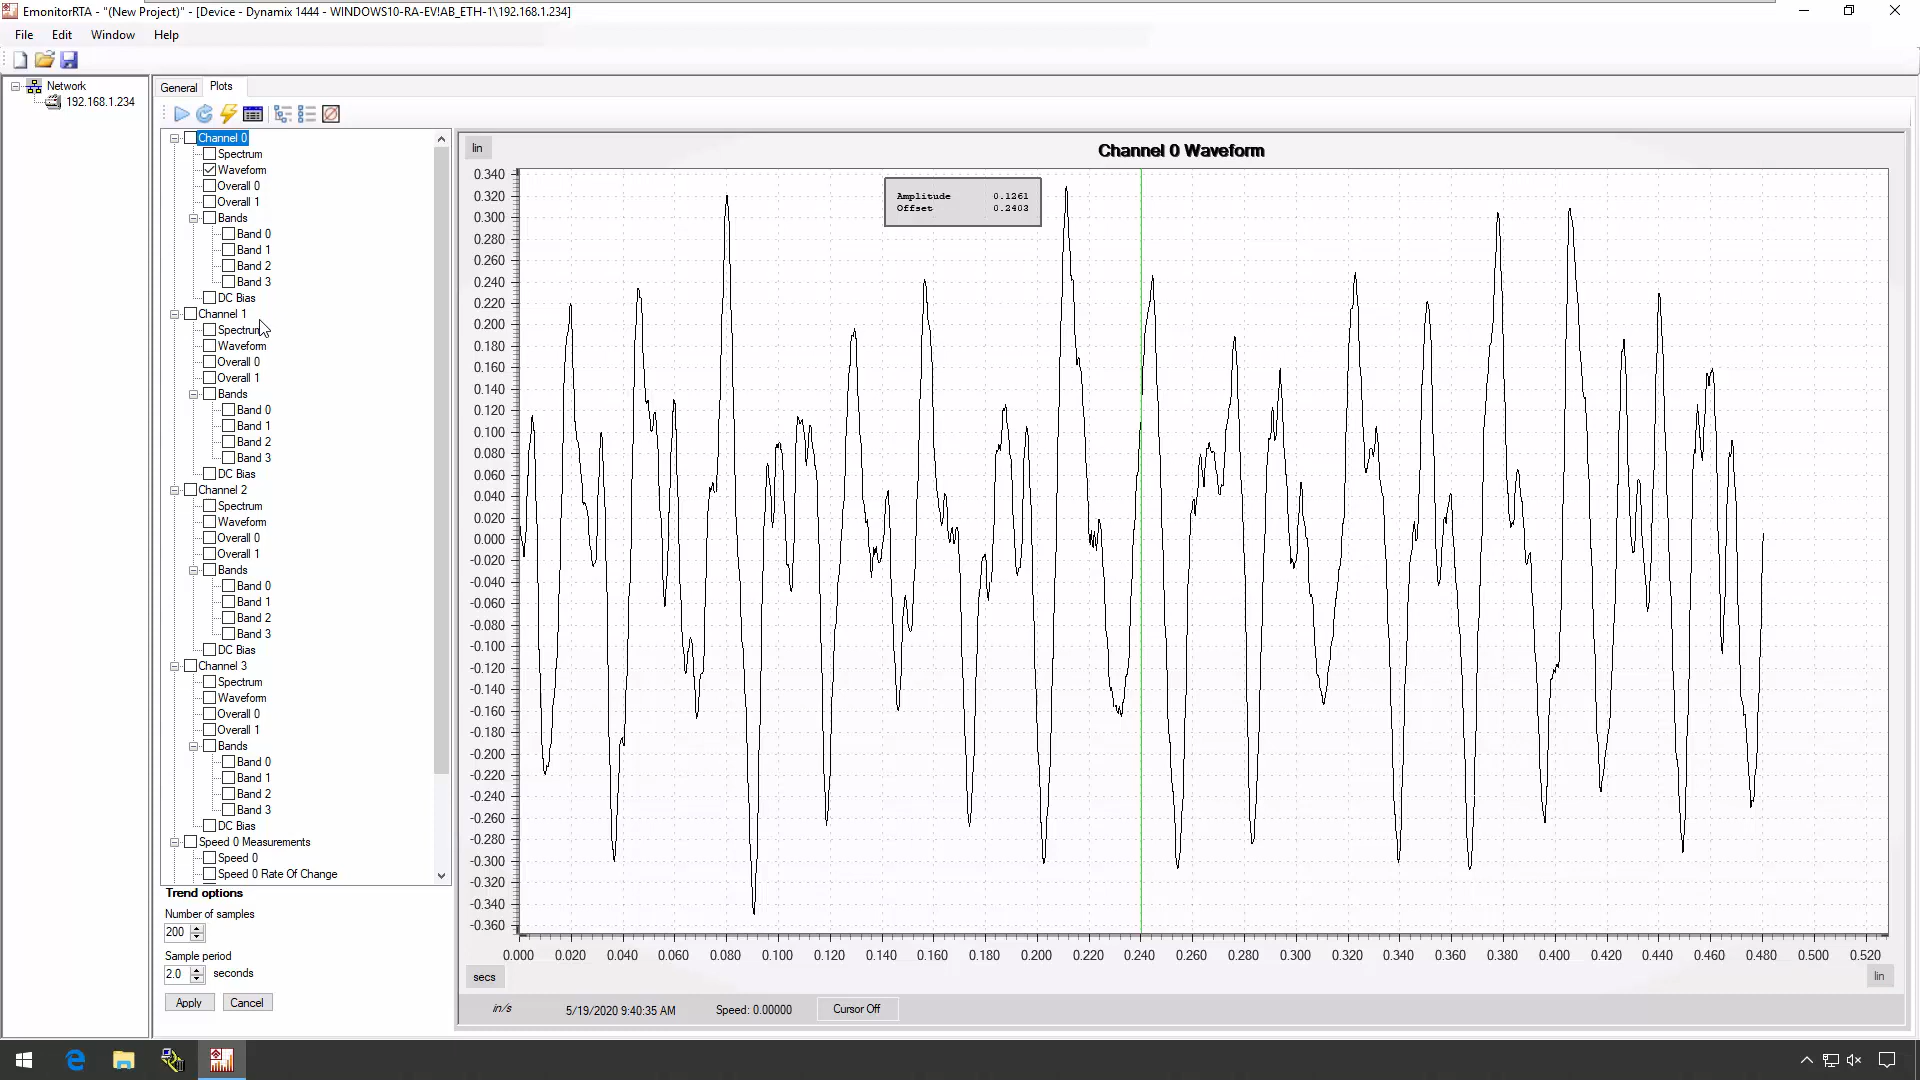 EmonitorRTA - "(New Project)" - [Device - Dynamix 1444 - WINDOWS10-RA-EV!AB_ETH-1\192.168.1.234]
File Edit Window Help
Network
192.168.1.234
General Plots
Channel 0
Spectrum
Waveform
Overall 0
Overall 1
Bands
Band 0
Band 1
Band 2
Band 3
DC Bias
Channel 1
Spectrum
Waveform
Overall 0
Overall 1
Bands
Band 0
Band 1
Band 2
Band 3
DC Bias
Channel 2
Spectrum
Waveform
Overall 0
Overall 1
Bands
Band 0
Band 1
Band 2
Band 3
DC Bias
Channel 3
Spectrum
Waveform
Overall 0
Overall 1
Bands
Band 0
Band 1
Band 2
Band 3
DC Bias
Speed 0 Measurements
Speed 0
Speed 0 Rate Of Change
Trend options
Number of samples
200
Sample period
2.0 seconds
Apply Cancel
lin
Channel 0 Waveform
Amplitude 0.1261
Offset 0.2403
0.340
0.320
0.300
0.280
0.260
0.240
0.220
0.200
0.180
0.160
0.140
0.120
0.100
0.080
0.060
0.040
0.020
0.000
-0.020
-0.040
-0.060
-0.080
-0.100
-0.120
-0.140
-0.160
-0.180
-0.200
-0.220
-0.240
-0.260
-0.280
-0.300
-0.320
-0.340
-0.360
0.000 0.020 0.040 0.060 0.080 0.100 0.120 0.140 0.160 0.180 0.200 0.220 0.240 0.260 0.280 0.300 0.320 0.340 0.360 0.380 0.400 0.420 0.440 0.460 0.480 0.500 0.520
secs
lin
in/s 5/19/2020 9:40:35 AM Speed: 0.00000 Cursor Off